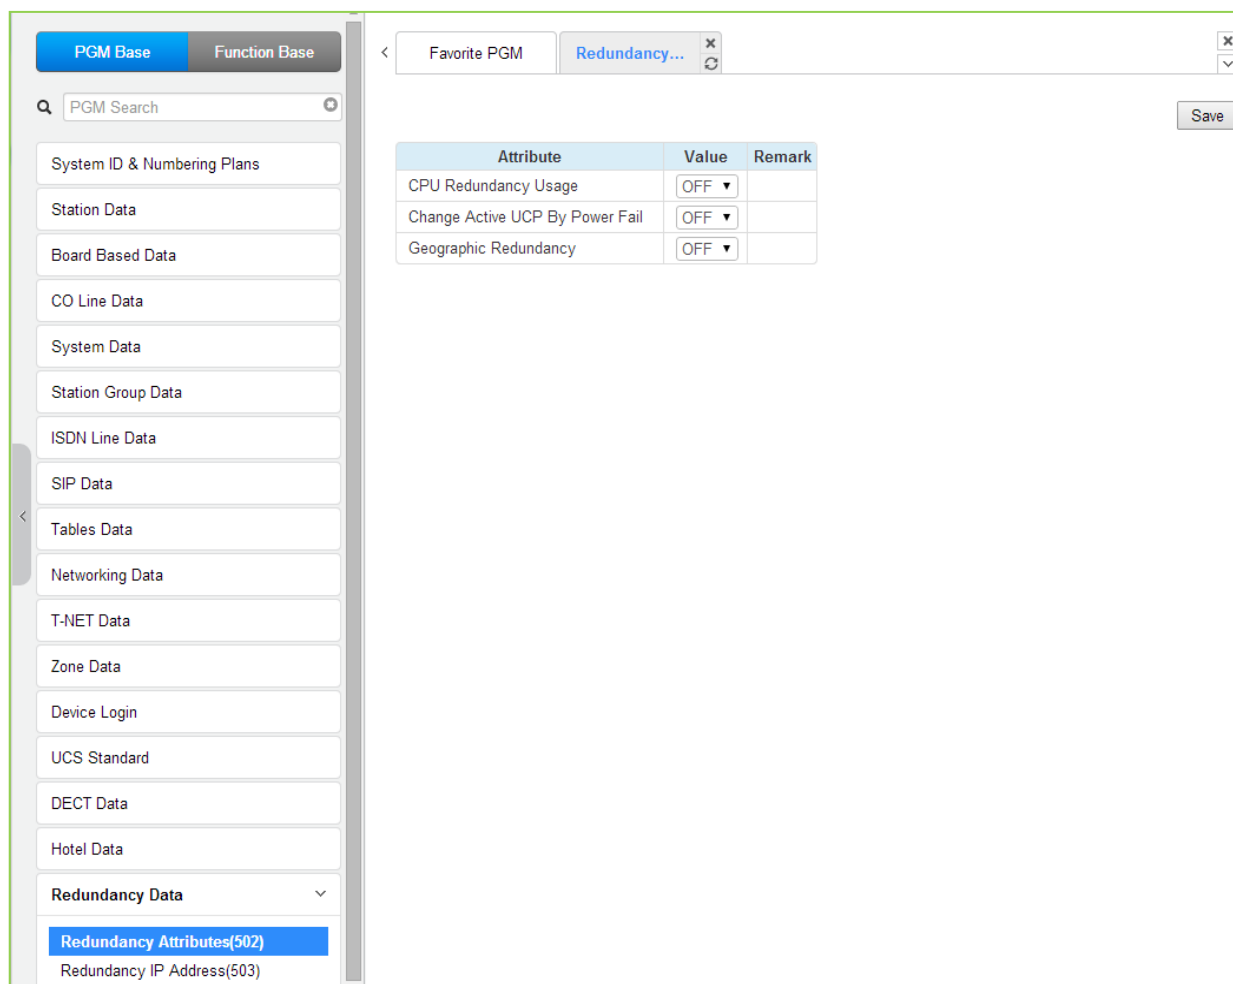 PGM Base
Function Base
PGM Search
System ID & Numbering Plans
Station Data
Board Based Data
CO Line Data
System Data
Station Group Data
ISDN Line Data
SIP Data
Tables Data
Networking Data
T-NET Data
Zone Data
Device Login
UCS Standard
DECT Data
Hotel Data
Redundancy Data
Redundancy Attributes(502)
Redundancy IP Address(503)
Favorite PGM
Redundancy...
Save
Attribute Value Remark
CPU Redundancy Usage OFF
Change Active UCP By Power Fail OFF
Geographic Redundancy OFF